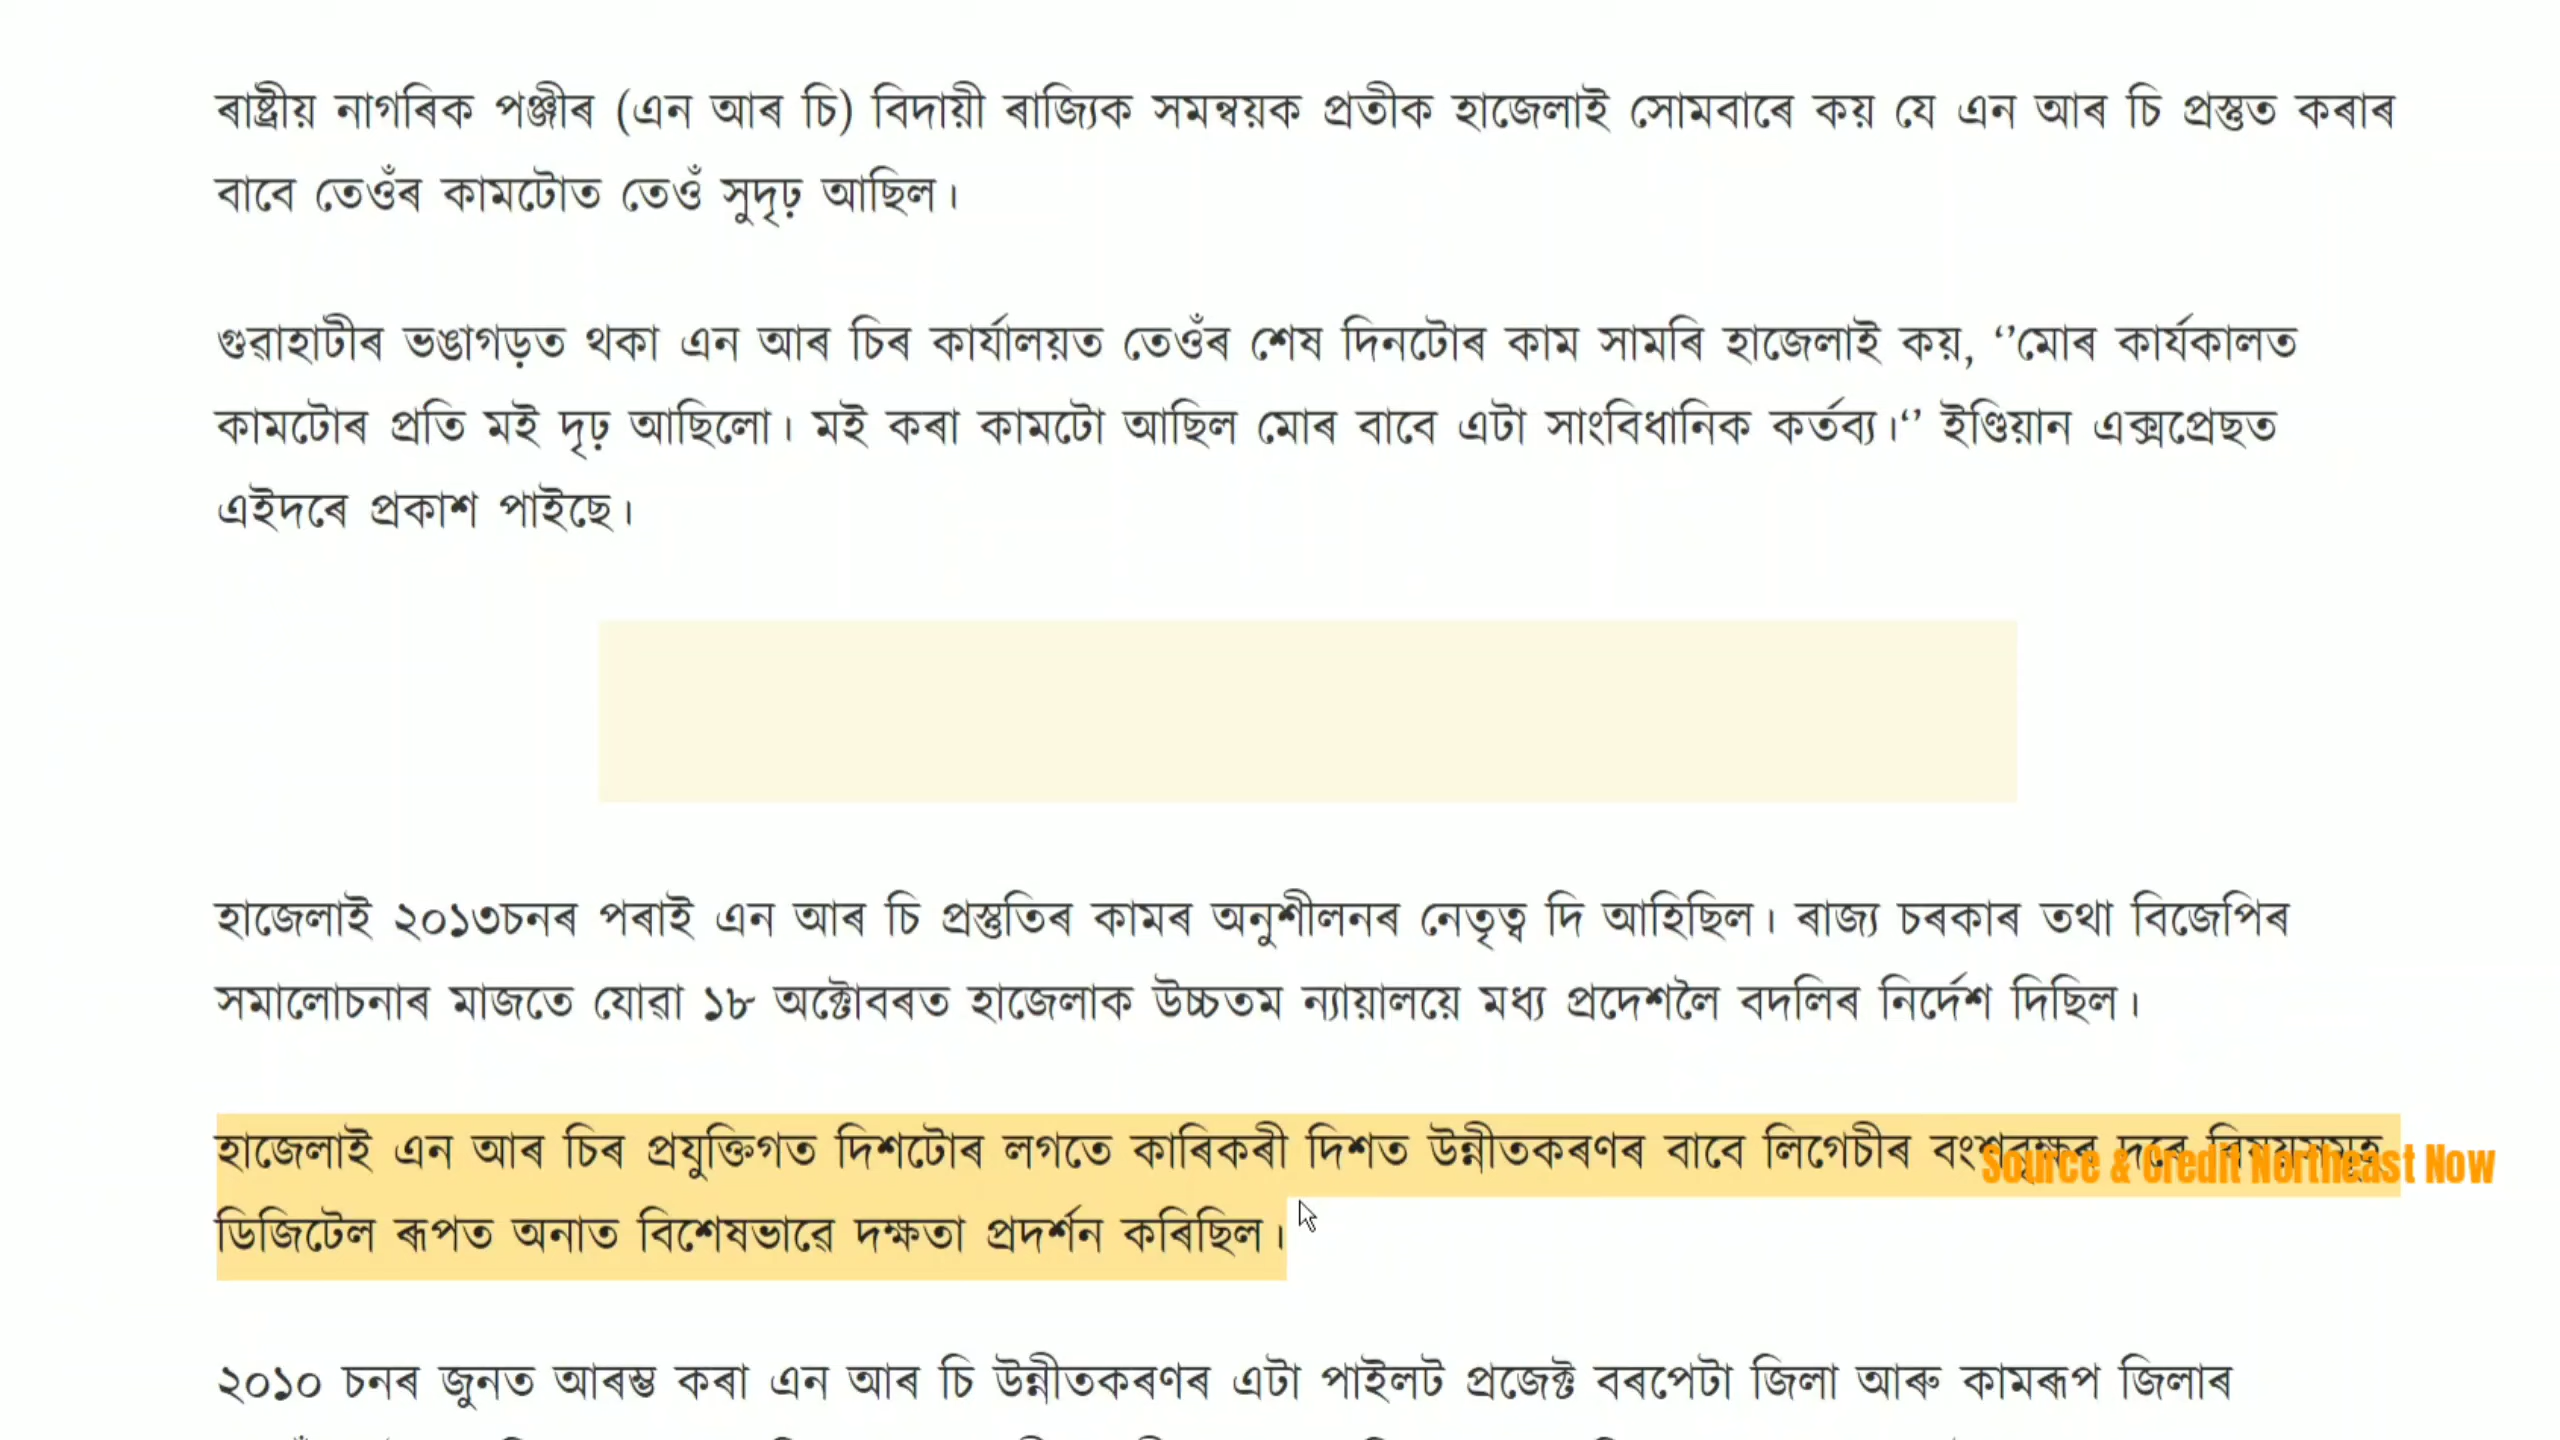 ৰাষ্ট্ৰীয় নাগৰিক পঞ্জীৰ (এন আৰ চি) বিদায়ী ৰাজ্যিক সমন্বয়ক প্ৰতীক হাজেলাই সোমবাৰে কয় যে এন আৰ চি প্ৰস্তুত কৰাৰ
বাবে তেওঁৰ কামটোত তেওঁ সুদৃঢ় আছিল।
গুৱাহাটীৰ ভঙাগড়ত থকা এন আৰ চিৰ কাৰ্যালয়ত তেওঁৰ শেষ দিনটোৰ কাম সামৰি হাজেলাই কয়, ‘’মোৰ কাৰ্যকালত
কামটোৰ প্ৰতি মই দৃঢ় আছিলো। মই কৰা কামটো আছিল মোৰ বাবে এটা সাংবিধানিক কৰ্তব্য।‘’ ইণ্ডিয়ান এক্সপ্ৰেছত
এইদৰে প্ৰকাশ পাইছে।
হাজেলাই ২০১৩চনৰ পৰাই এন আৰ চি প্ৰস্তুতিৰ কামৰ অনুশীলনৰ নেতৃত্ব দি আহিছিল। ৰাজ্য চৰকাৰ তথা বিজেপিৰ
সমালোচনাৰ মাজতে যোৱা ১৮ অক্টোবৰত হাজেলাক উচ্চতম ন্যায়ালয়ে মধ্য প্ৰদেশলৈ বদলিৰ নিৰ্দেশ দিছিল।
হাজেলাই এন আৰ চিৰ প্ৰযুক্তিগত দিশটোৰ লগতে কাৰিকৰী দিশত উন্নীতকৰণৰ বাবে লিগেচীৰ বংশবৃক্ষৰ দৰে বিষয়সমূহ
Source & Credit Northeast Now
ডিজিটেল ৰূপত অনাত বিশেষভাৱে দক্ষতা প্ৰদৰ্শন কৰিছিল।
২০১০ চনৰ জুনত আৰম্ভ কৰা এন আৰ চি উন্নীতকৰণৰ এটা পাইলট প্ৰজেক্ট বৰপেটা জিলা আৰু কামৰূপ জিলাৰ